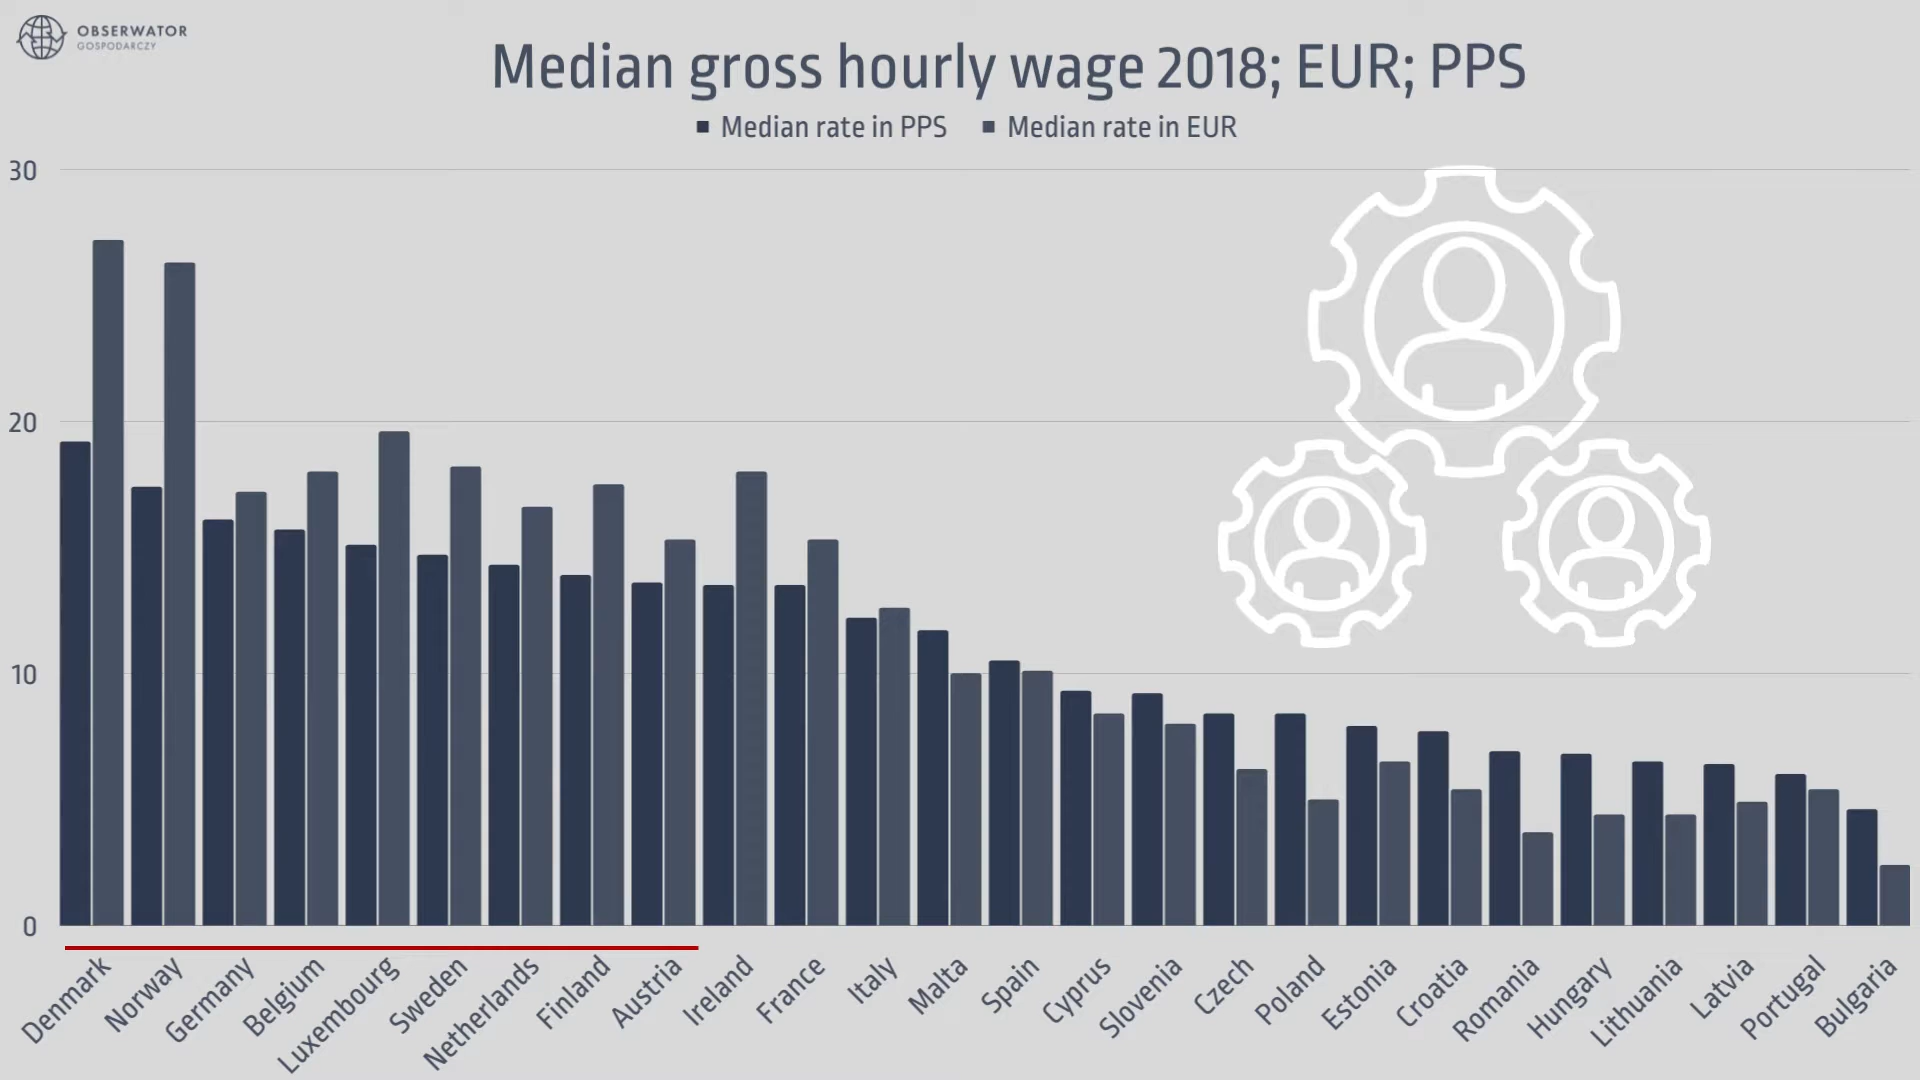 OBSERWATOR
GOSPODARCZY
Median gross hourly wage 2018; EUR; PPS
Median rate in PPS
Median rate in EUR
30
20
10
0
Denmark
Norway
Germany
Belgium
Luxembourg
Sweden
Netherlands
Finland
Austria
Ireland
France
Italy
Malta
Spain
Cyprus
Slovenia
Czech
Poland
Estonia
Croatia
Romania
Hungary
Lithuania
Latvia
Portugal
Bulgaria